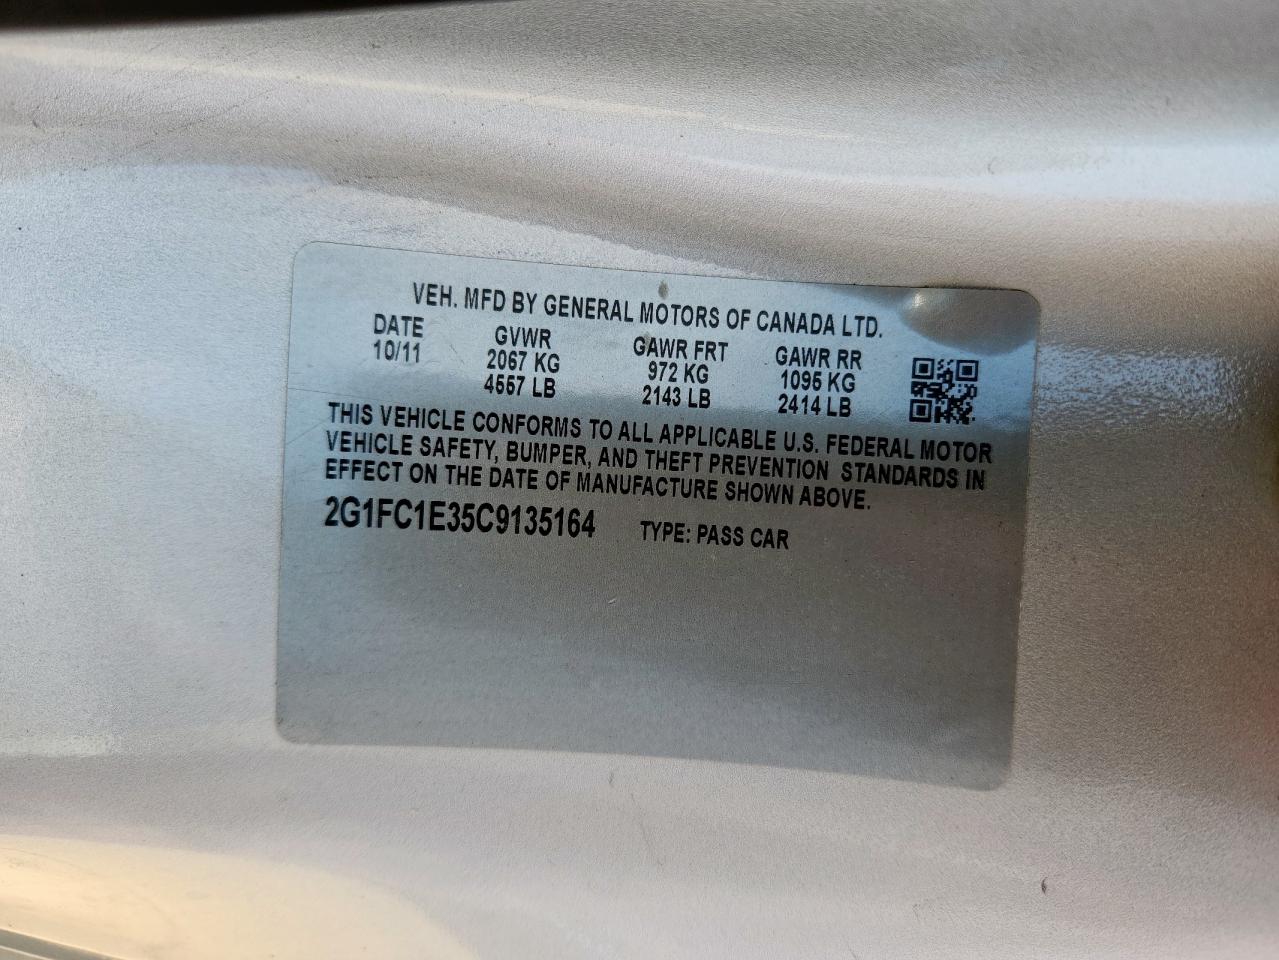 VEH. MFD BY GENERAL MOTORS OF CANADA LTD.
DATE GVWR GAWR FRT GAWR RR
10/11 2067 KG 972 KG 1095 KG
4557 LB 2143 LB 2414 LB
THIS VEHICLE CONFORMS TO ALL APPLICABLE U.S. FEDERAL MOTOR
VEHICLE SAFETY, BUMPER, AND THEFT PREVENTION STANDARDS IN
EFFECT ON THE DATE OF MANUFACTURE SHOWN ABOVE.
2G1FC1E35C9135164 TYPE: PASS CAR